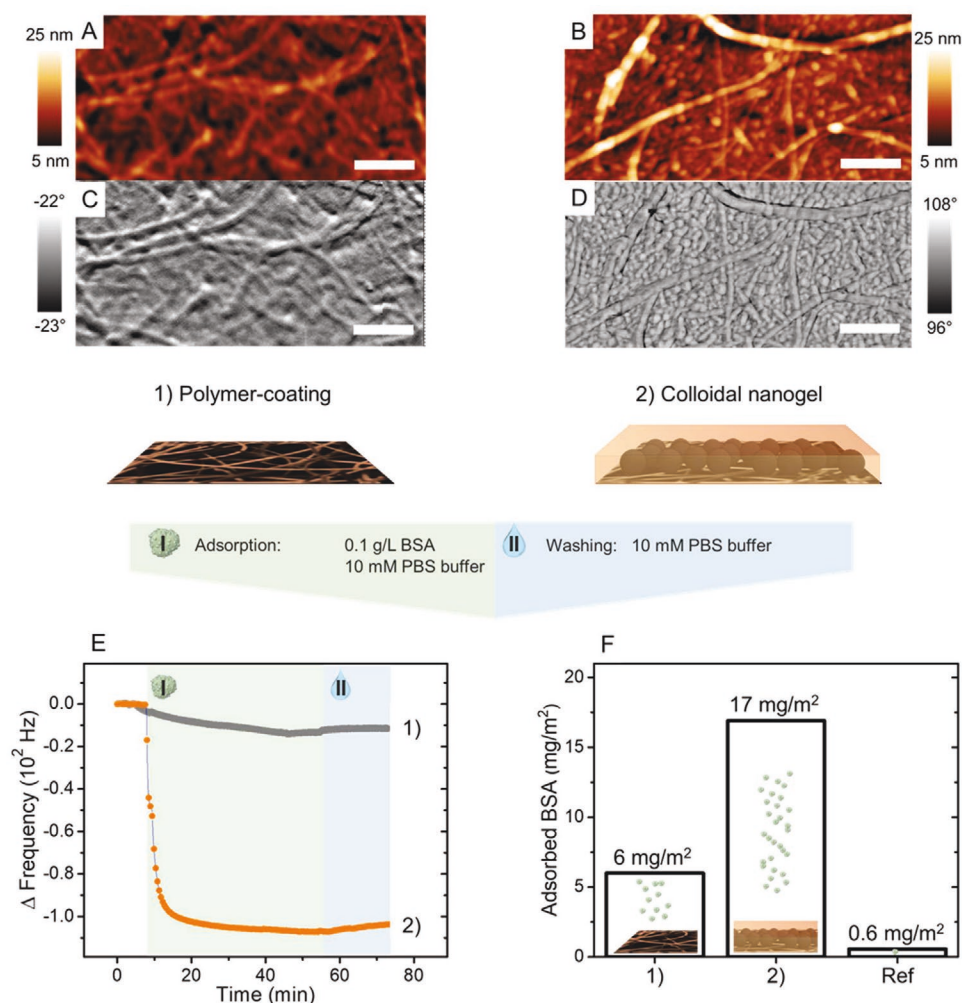 A
25 nm
5 nm
B
25 nm
5 nm
C
-22°
-23°
D
108°
96°
1) Polymer-coating
2) Colloidal nanogel
I
Adsorption: 0.1 g/L BSA
10 mM PBS buffer
II
Washing: 10 mM PBS buffer
E
I
II
0.0
-0.2
-0.4
-0.6
-0.8
-1.0
Δ Frequency (10² Hz)
1)
2)
0 20 40 60 80
Time (min)
F
20
15
10
5
0
Adsorbed BSA (mg/m²)
17 mg/m²
6 mg/m²
0.6 mg/m²
1) 2) Ref